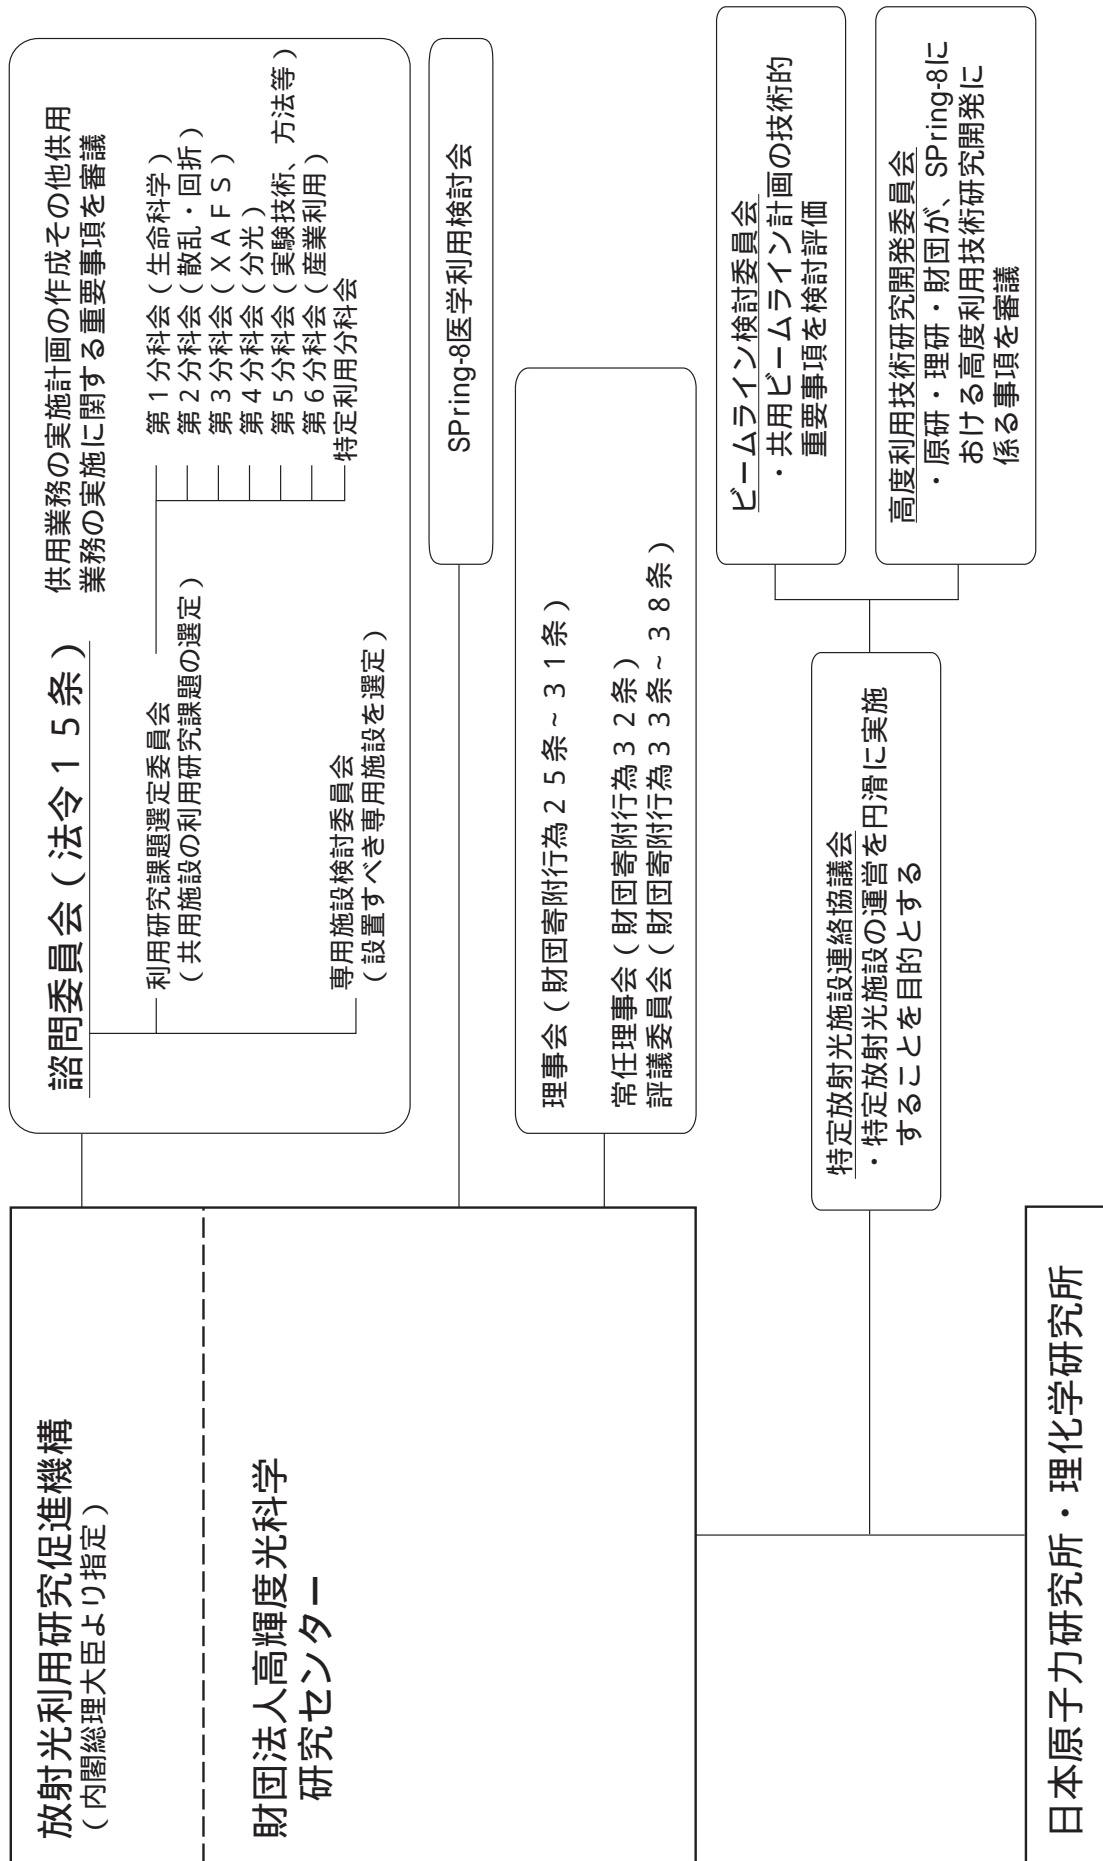 放射光利用研究促進機構
（内閣総理大臣より指定）
財団法人高輝度光科学
研究センター
諮問委員会（法令１５条）
供用業務の実施計画の作成その他供用
業務の実施に関する重要事項を審議
利用研究課題選定委員会
（共用施設の利用研究課題の選定）
第１分科会（生命科学）
第２分科会（散乱・回折）
第３分科会（ＸＡＦＳ）
第４分科会（分光）
第５分科会（実験技術、方法等）
第６分科会（産業利用）
特定利用分科会
専用施設検討委員会
（設置すべき専用施設を選定）
SPring-8医学利用検討会
理事会（財団寄附行為２５条~３１条）
常任理事会（財団寄附行為３２条）
評議委員会（財団寄附行為３３条~３８条）
特定放射光施設連絡協議会
・特定放射光施設の運営を円滑に実施
することを目的とする
ビームライン検討委員会
・共用ビームライン計画の技術的
重要事項を検討評価
高度利用技術研究開発委員会
・原研・理研・財団が、SPring-8に
おける高度利用技術研究開発に
係る事項を審議
日本原子力研究所・理化学研究所